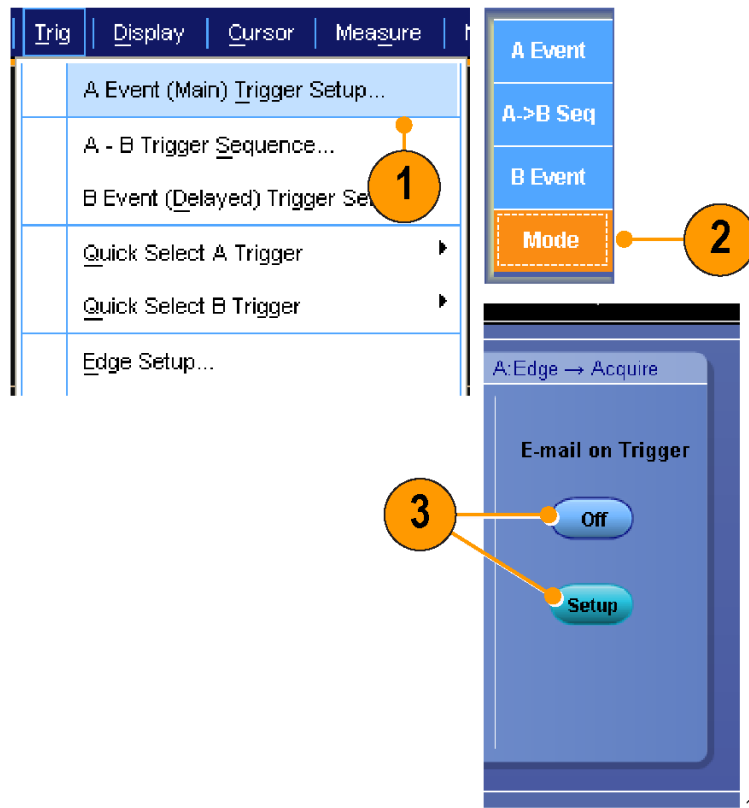 Trig Display Cursor Measure
A Event (Main) Trigger Setup...
A - B Trigger Sequence...
1
B Event (Delayed) Trigger
Quick Select A Trigger
Quick Select B Trigger
Edge Setup...
A Event
A->B Seq
B Event
Mode
2
A:Edge → Acquire
E-mail on Trigger
3
Off
Setup